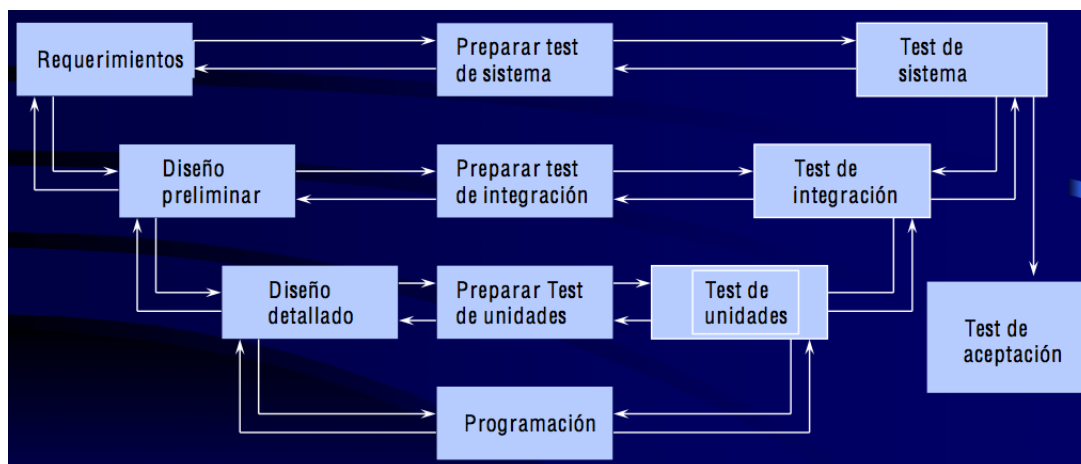 Requerimientos
Preparar test
de sistema
Test de
sistema
Diseño
preliminar
Preparar test
de integración
Test de
integración
Diseño
detallado
Preparar Test
de unidades
Test de
unidades
Test de
aceptación
Programación